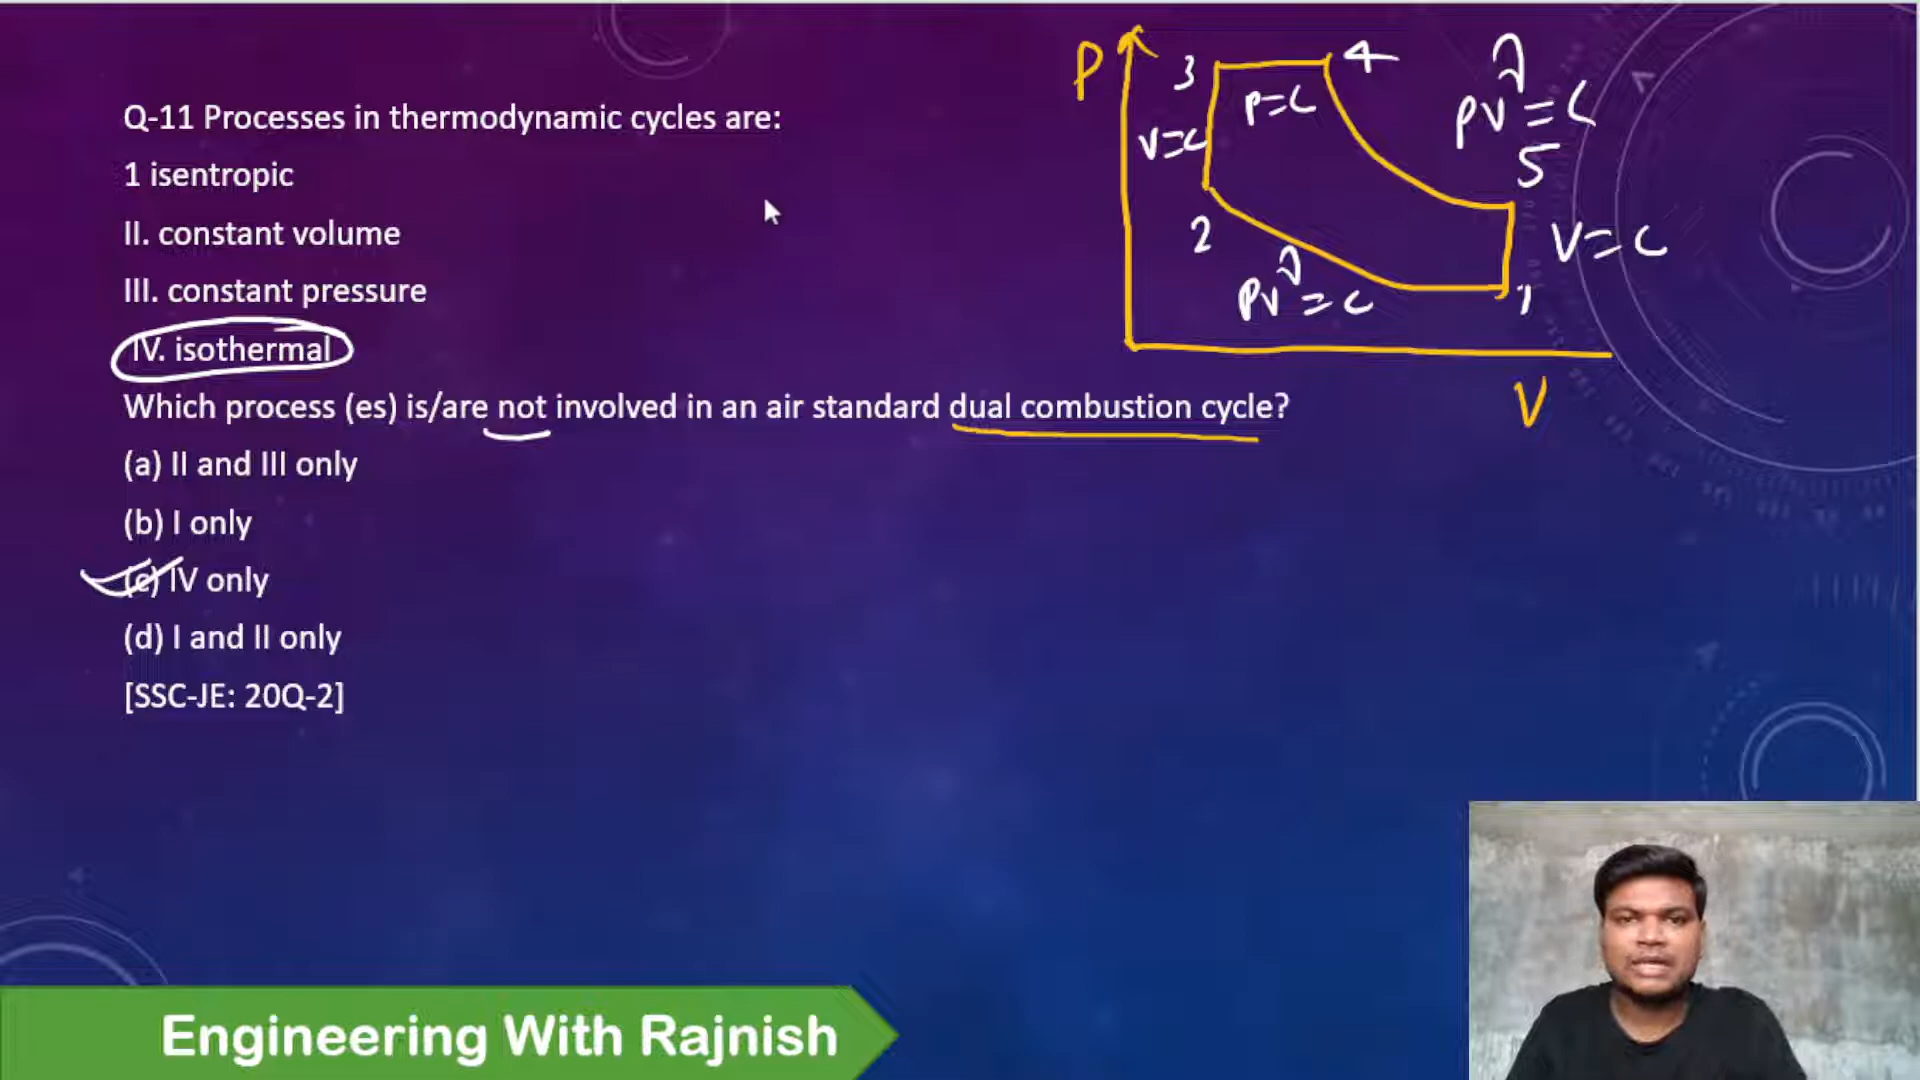 Q-11 Processes in thermodynamic cycles are:
1 isentropic
II. constant volume
III. constant pressure
IV. isothermal
Which process (es) is/are not involved in an air standard dual combustion cycle?
(a) II and III only
(b) I only
(c) IV only
(d) I and II only
[SSC-JE: 20Q-2]
P
3
4
P=C
V=C
PV^γ=C
5
2
V=C
PV^γ=C
1
V
Engineering With Rajnish